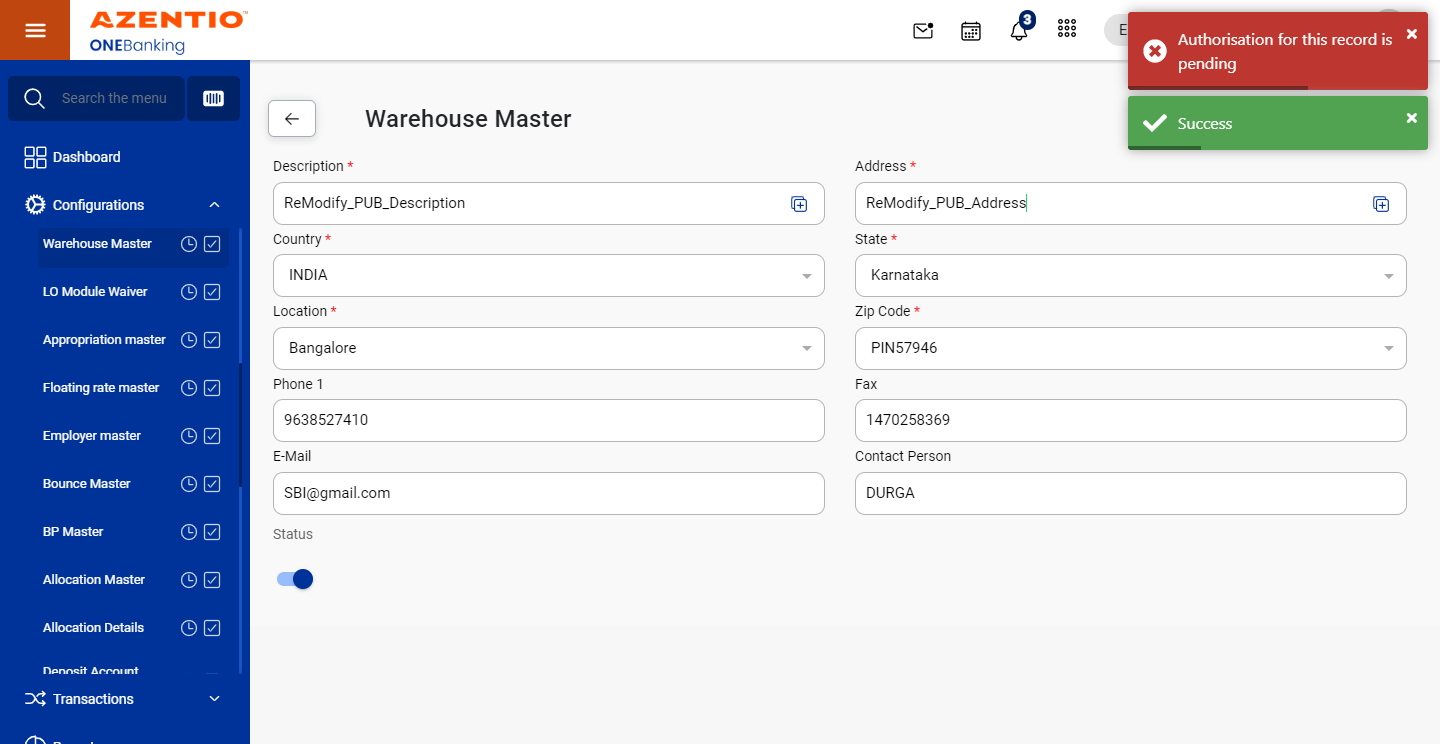 AZENTIO™
ONEBanking
3
E
Authorisation for this record is
pending
Success
Search the menu
Dashboard
Configurations
Warehouse Master
LO Module Waiver
Appropriation master
Floating rate master
Employer master
Bounce Master
BP Master
Allocation Master
Allocation Details
Deposit Account
Transactions
Warehouse Master
Description *
Address *
ReModify_PUB_Description
ReModify_PUB_Address
Country *
State *
INDIA
Karnataka
Location *
Zip Code *
Bangalore
PIN57946
Phone 1
Fax
9638527410
1470258369
E-Mail
Contact Person
SBI@gmail.com
DURGA
Status